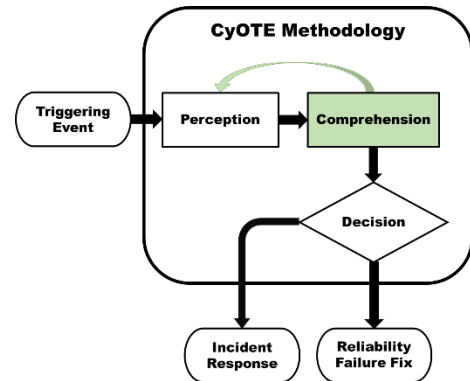 CyOTE Methodology
Triggering
Event
Perception
Comprehension
Decision
Incident
Response
Reliability
Failure Fix